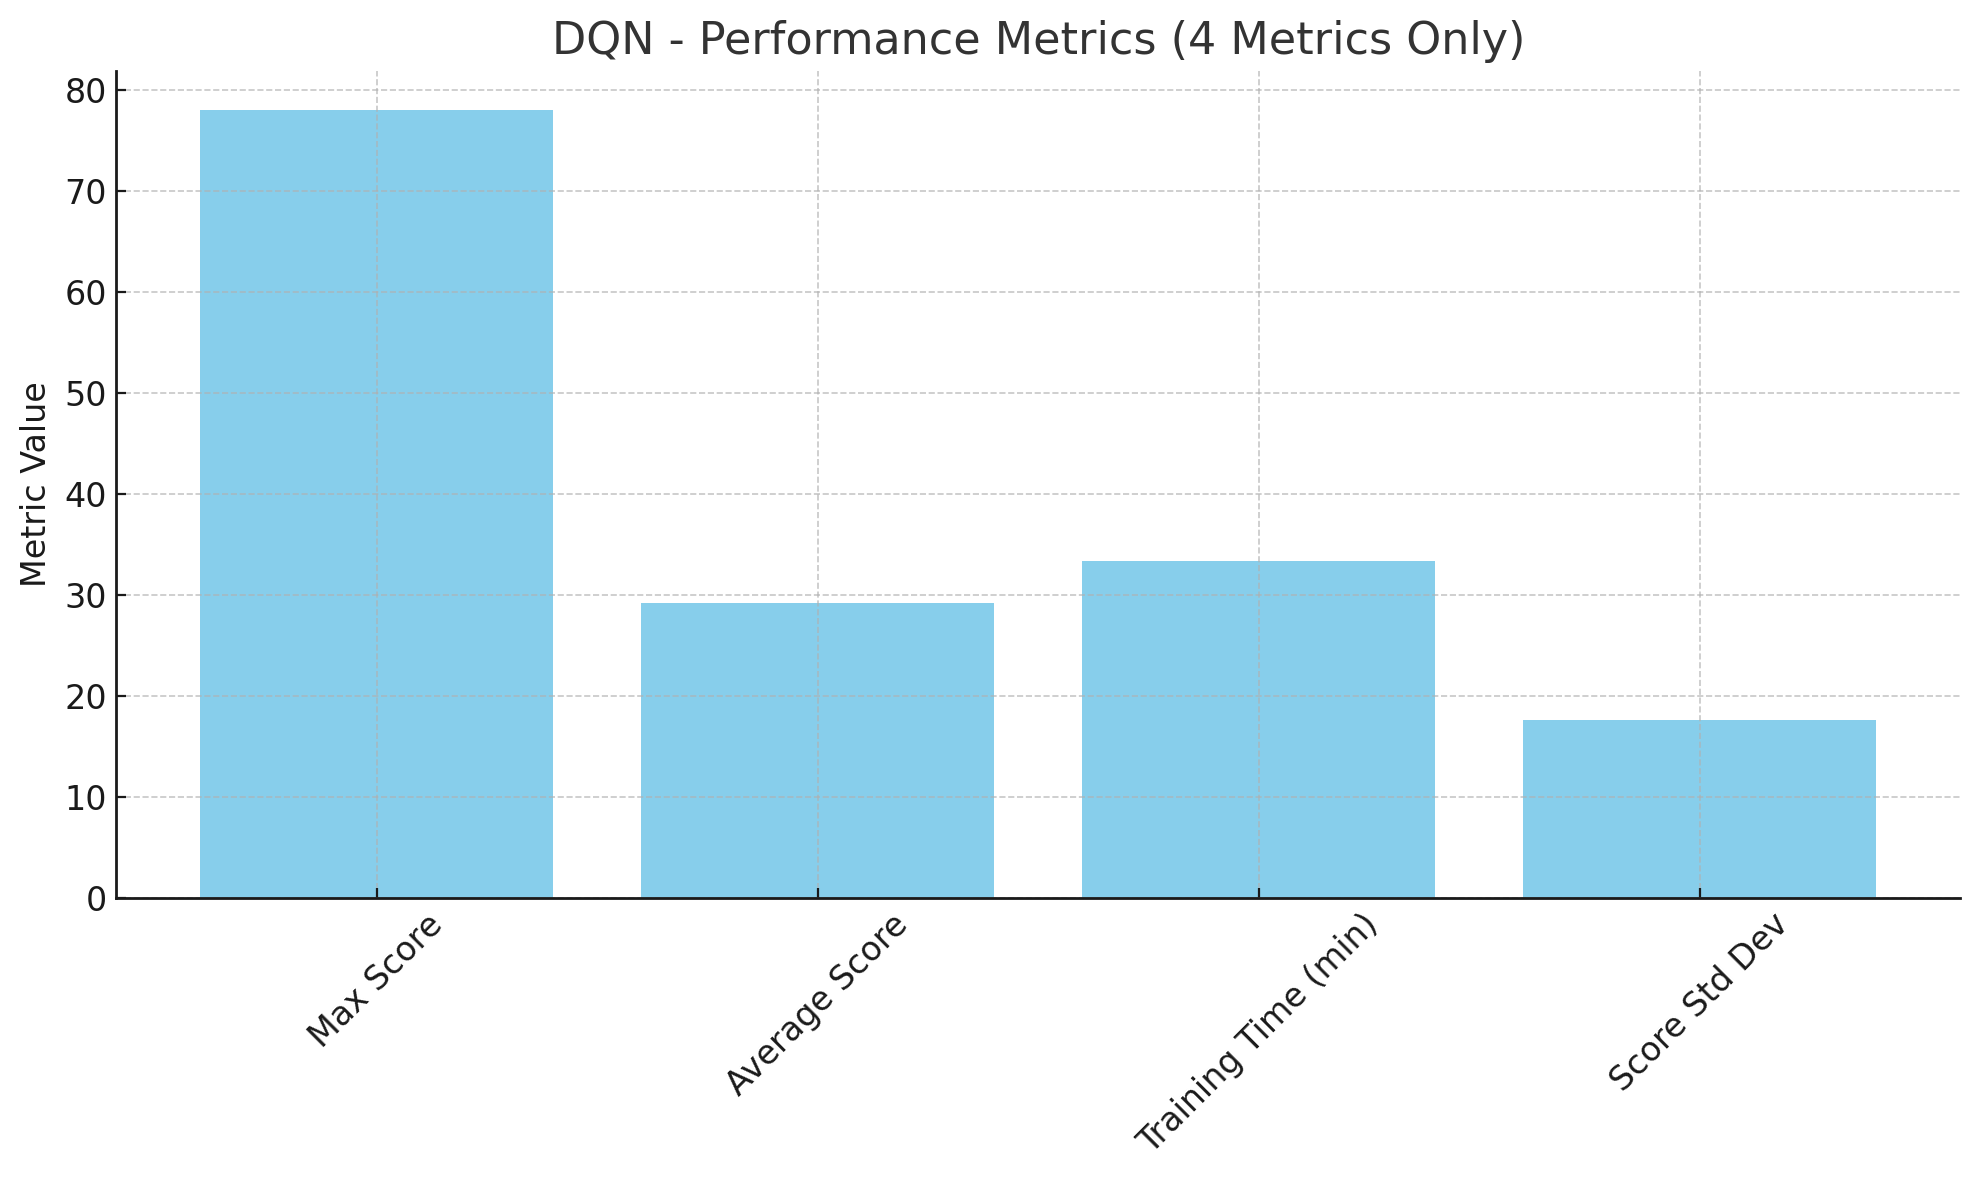 DQN - Performance Metrics (4 Metrics Only)
Metric Value
80
70
60
50
40
30
20
10
0
Max Score
Average Score
Training Time (min)
Score Std Dev